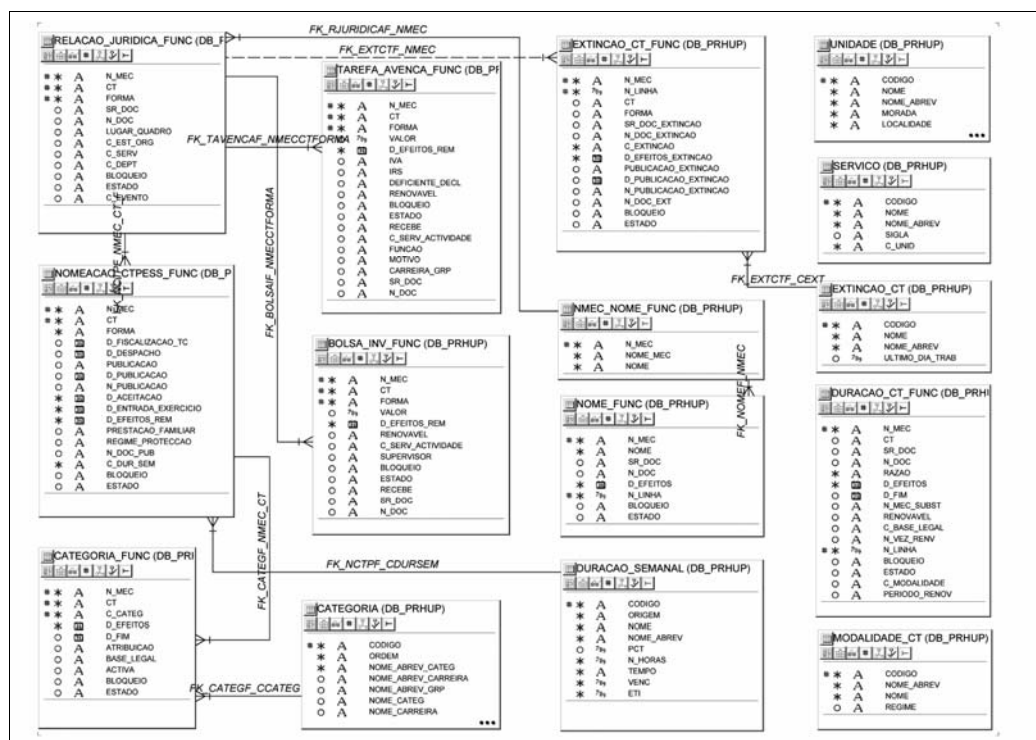 FK_RJURIDICAF_NMEC
RELACAO_JURIDICA_FUNC (DB_F
N_MEC
CT
FORMA
SR_DOC
N_DOC
LUGAR_QUADRO
C_EST_ORG
C_SERV
C_DEPT
BLOQUEIO
ESTADO
C_EVENTO
FK_EXTCTF_NMEC
TAREFA_AVENCA_FUNC (DB_PF
N_MEC
CT
FORMA
VALOR
D_EFEITOS_REM
IVA
IRS
DEFICIENTE_DECL
RENOVAVEL
BLOQUEIO
ESTADO
RECEBE
C_SERV_ACTIVIDADE
FUNCAO
MOTIVO
CARREIRA_GRP
SR_DOC
N_DOC
FK_TAVENCAF_NMECCTFORMA
EXTINCAO_CT_FUNC (DB_PRHUP)
N_MEC
N_LINHA
CT
FORMA
SR_DOC_EXTINCAO
N_DOC_EXTINCAO
C_EXTINCAO
D_EFEITOS_EXTINCAO
PUBLICACAO_EXTINCAO
D_PUBLICACAO_EXTINCAO
N_PUBLICACAO_EXTINCAO
N_DOC_EXT
BLOQUEIO
ESTADO
UNIDADE (DB_PRHUP)
CODIGO
NOME
NOME_ABREV
MORADA
LOCALIDADE
SERVICO (DB_PRHUP)
CODIGO
NOME
NOME_ABREV
SIGLA
C_UNID
FK_EXTCTF_CEXT
EXTINCAO_CT (DB_PRHUP)
CODIGO
NOME
NOME_ABREV
ULTIMO_DIA_TRAB
NOMEACAO_CTPESS_FUNC (DB_P
N_MEC
CT
FORMA
D_FISCALIZACAO_TC
D_DESPACHO
PUBLICACAO
D_PUBLICACAO
N_PUBLICACAO
D_ACEITACAO
D_ENTRADA_EXERCICIO
D_EFEITOS_REM
PRESTACAO_FAMILIAR
REGIME_PROTECCAO
N_DOC_PUB
C_DUR_SEM
BLOQUEIO
ESTADO
FK_BOLSAIF_NMECCTFORMA
BOLSA_INV_FUNC (DB_PRHUP)
N_MEC
CT
FORMA
VALOR
D_EFEITOS_REM
RENOVAVEL
C_SERV_ACTIVIDADE
SUPERVISOR
BLOQUEIO
ESTADO
RECEBE
SR_DOC
N_DOC
NMEC_NOME_FUNC (DB_PRHUP)
N_MEC
NOME_MEC
NOME
FK_NOMEF_NMEC
NOME_FUNC (DB_PRHUP)
N_MEC
NOME
SR_DOC
N_DOC
D_EFEITOS
N_LINHA
BLOQUEIO
ESTADO
DURACAO_CT_FUNC (DB_PRH
N_MEC
CT
SR_DOC
N_DOC
RAZAO
D_EFEITOS
D_FIM
N_MEC_SUBST
RENOVAVEL
C_BASE_LEGAL
N_VEZ_RENV
N_LINHA
BLOQUEIO
ESTADO
C_MODALIDADE
PERIODO_RENOV
CATEGORIA_FUNC (DB_PRI
N_MEC
CT
C_CATEG
D_EFEITOS
D_FIM
ATRIBUICAO
BASE_LEGAL
ACTIVA
BLOQUEIO
ESTADO
FK_CATEGF_NMEC_CT
FK_NCTPF_CDURSEM
FK_CATEGF_CCATEG
CATEGORIA (DB_PRHUP)
CODIGO
ORDEM
NOME_ABREV_CATEG
NOME_ABREV_CARREIRA
NOME_ABREV_GRP
NOME_CATEG
NOME_CARREIRA
DURACAO_SEMANAL (DB_PRHUP)
CODIGO
ORIGEM
NOME
NOME_ABREV
PCT
N_HORAS
TEMPO
VENC
ETI
MODALIDADE_CT (DB_PRHUP)
CODIGO
NOME_ABREV
NOME
REGIME